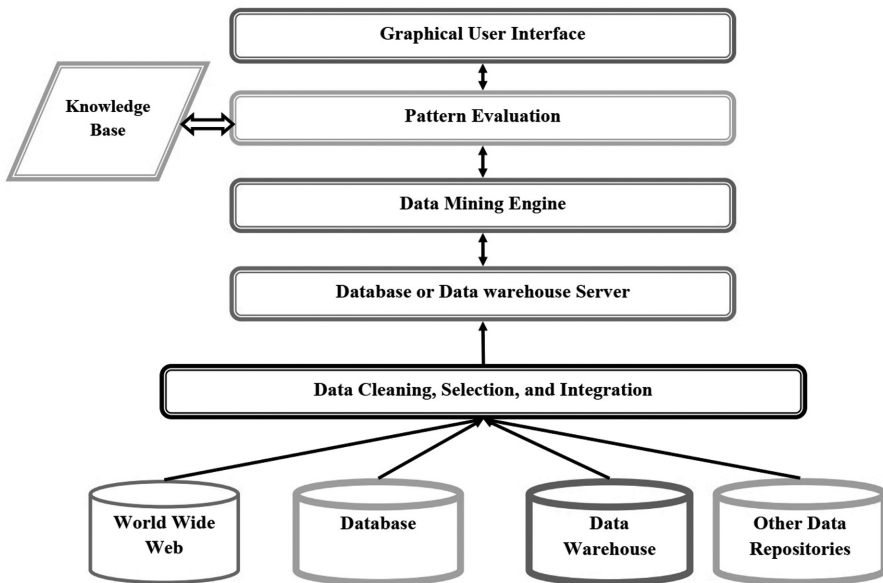 Graphical User Interface
Knowledge
Base
Pattern Evaluation
Data Mining Engine
Database or Data warehouse Server
Data Cleaning, Selection, and Integration
World Wide
Web
Database
Data
Warehouse
Other Data
Repositories